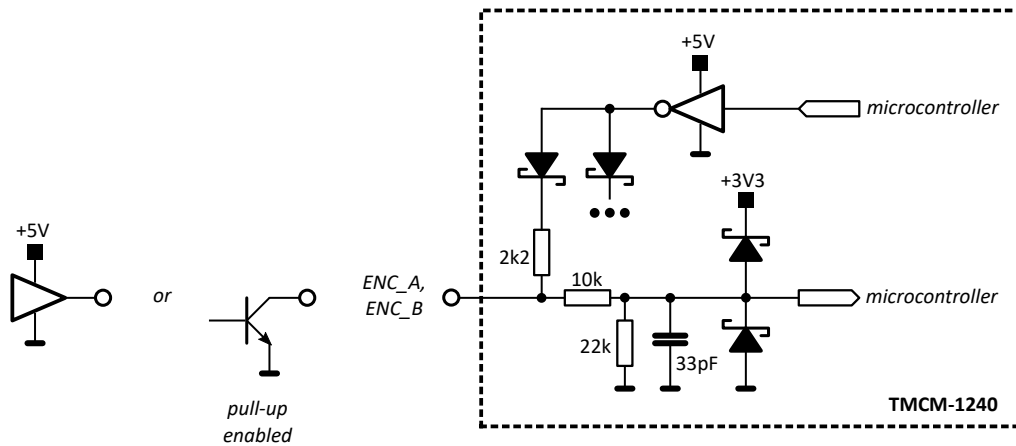 +5V
microcontroller
+3V3
+5V
2k2
10k
or
ENC_A,
ENC_B
microcontroller
22k
33pF
pull-up
enabled
TMCM-1240